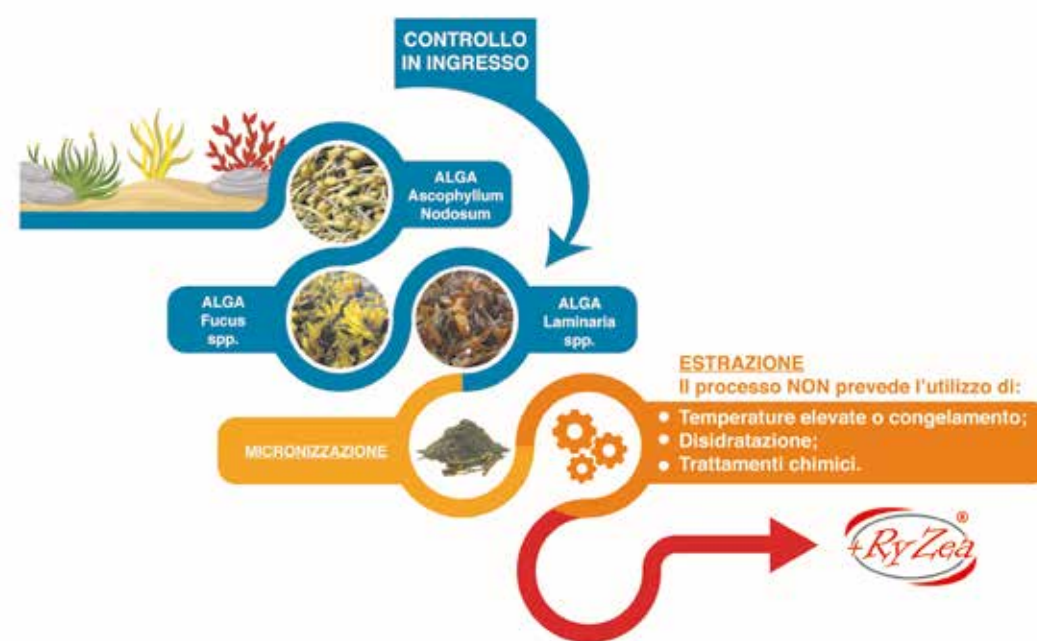 CONTROLLO
IN INGRESSO
ALGA
Ascophylium
Nodosum
ALGA
Fucus
spp.
ALGA
Laminaria
spp.
ESTRAZIONE
Il processo NON prevede l'utilizzo di:
• Temperature elevate o congelamento;
• Disidratazione;
• Trattamenti chimici.
MICRONIZZAZIONE
+RyZea®